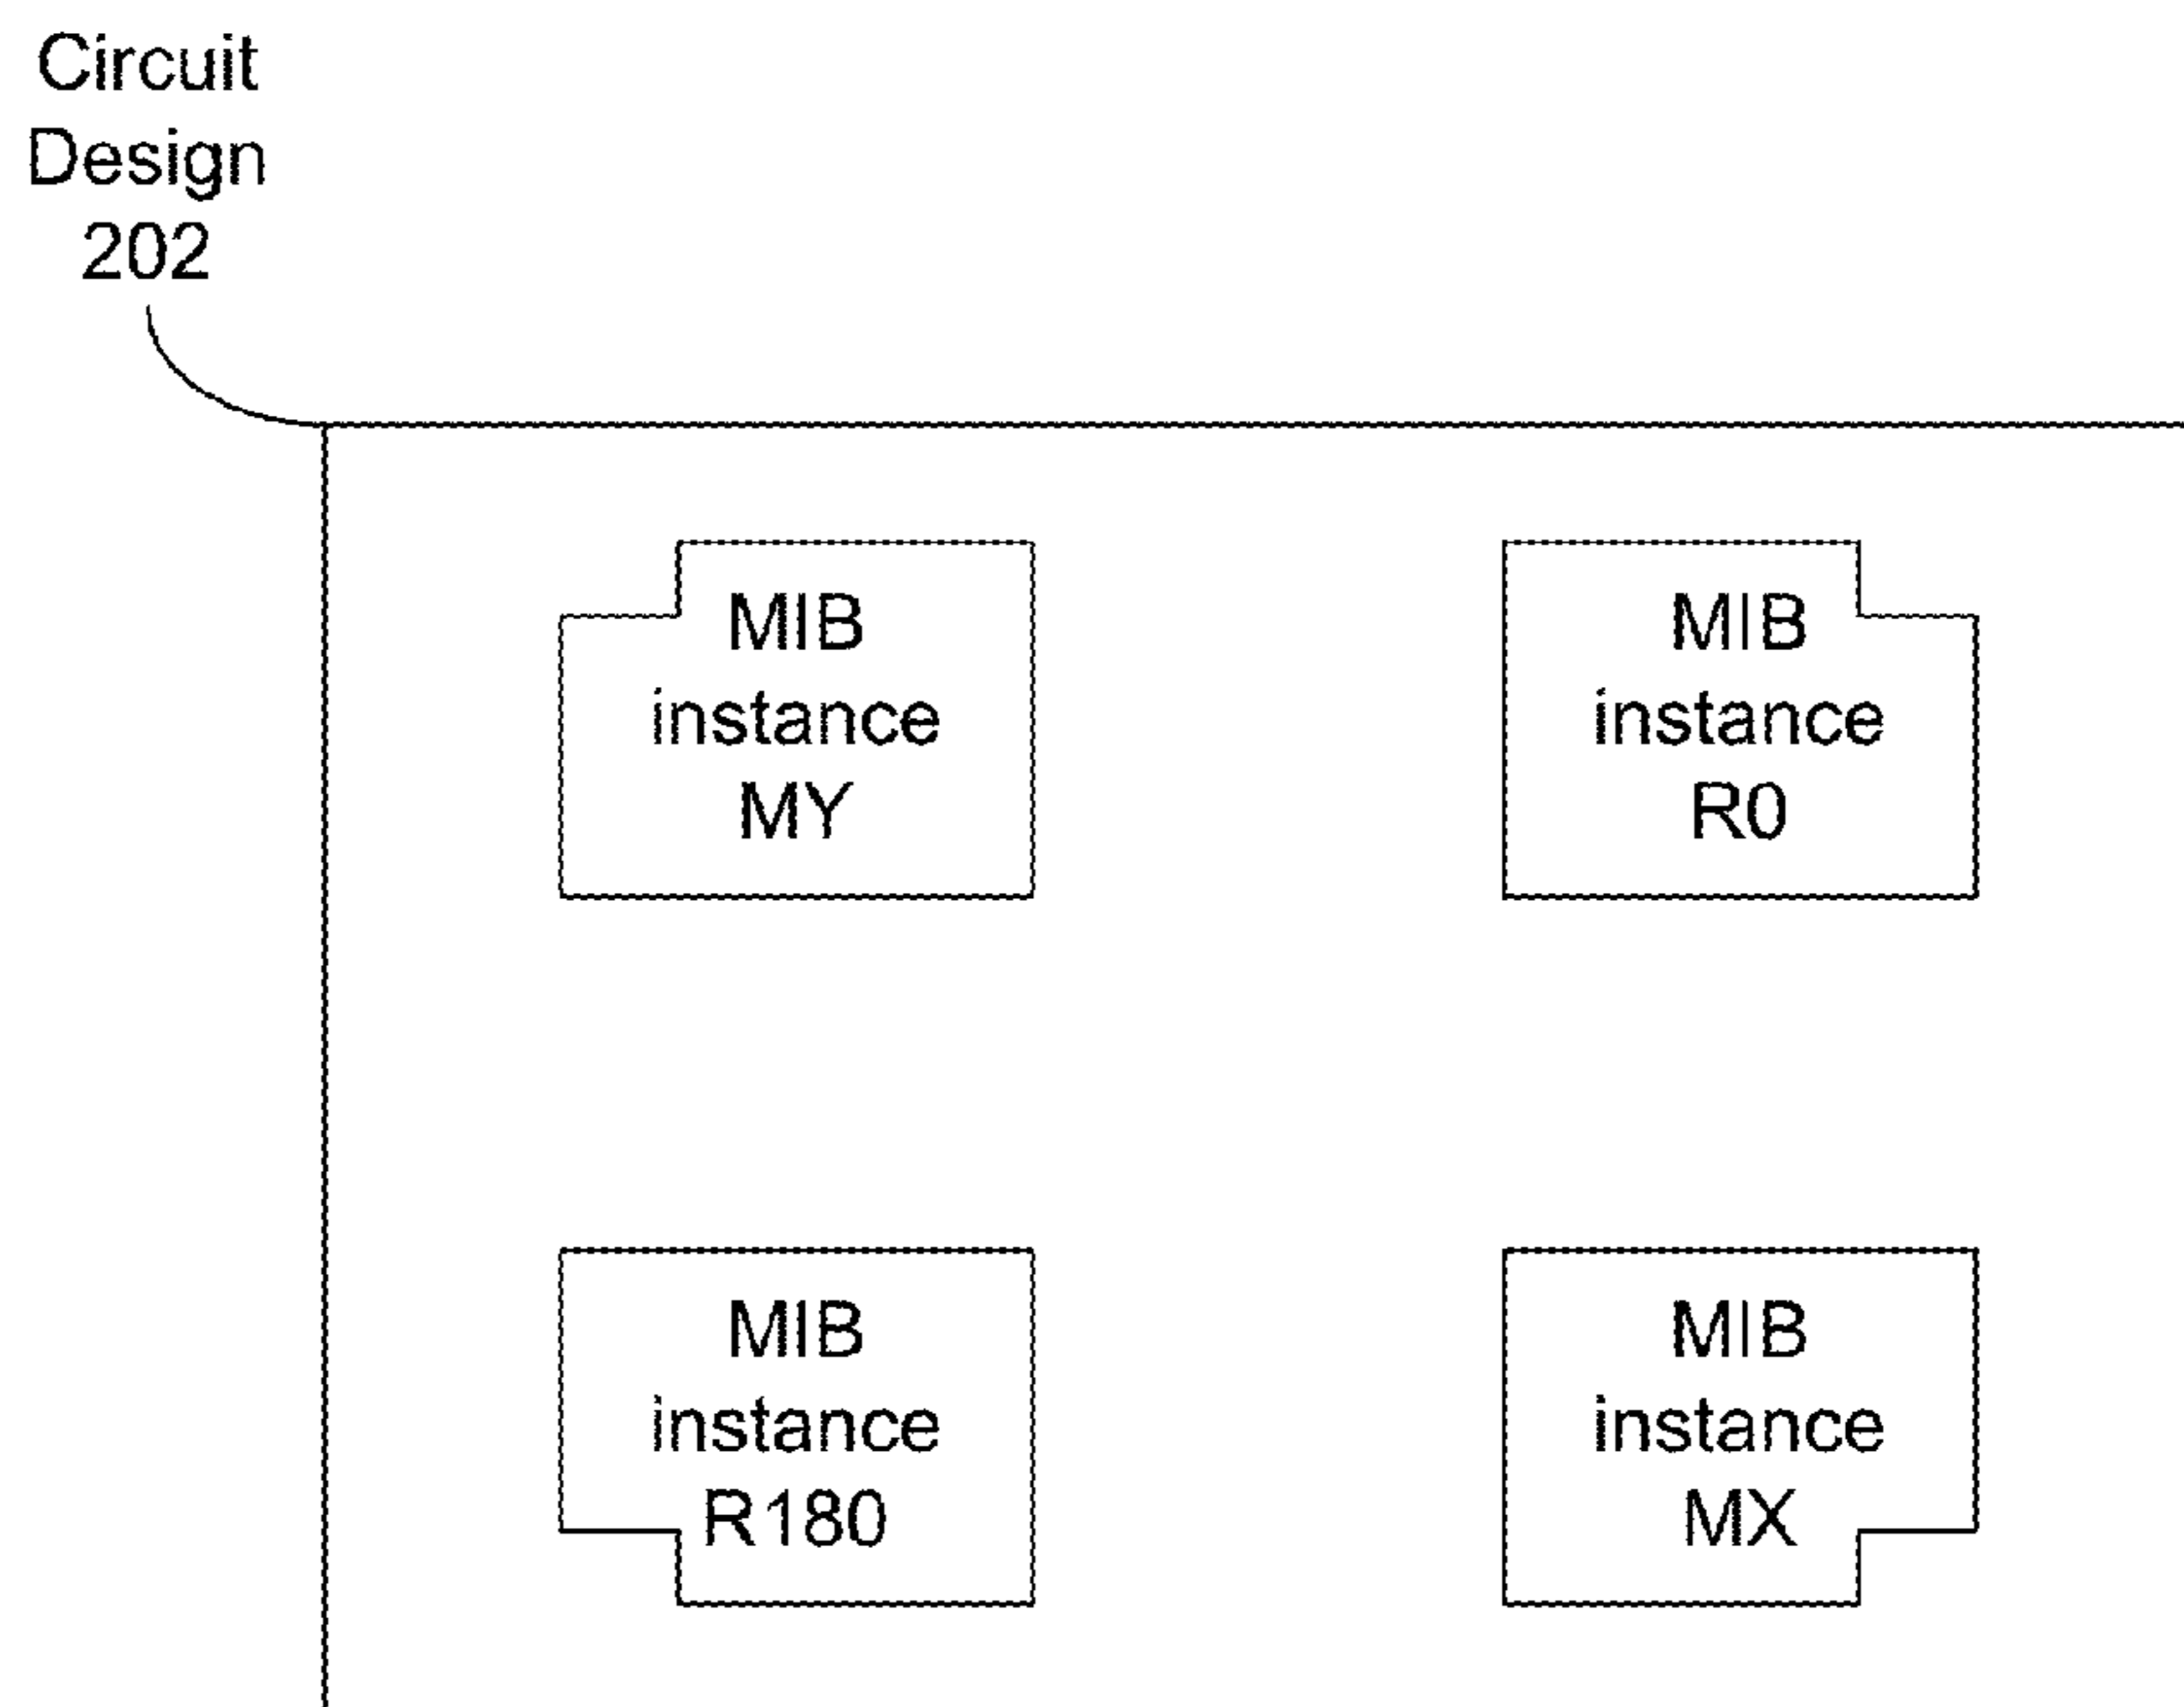 Circuit
Design
202
MIB
instance
MY
MIB
instance
R0
MIB
instance
R180
MIB
instance
MX